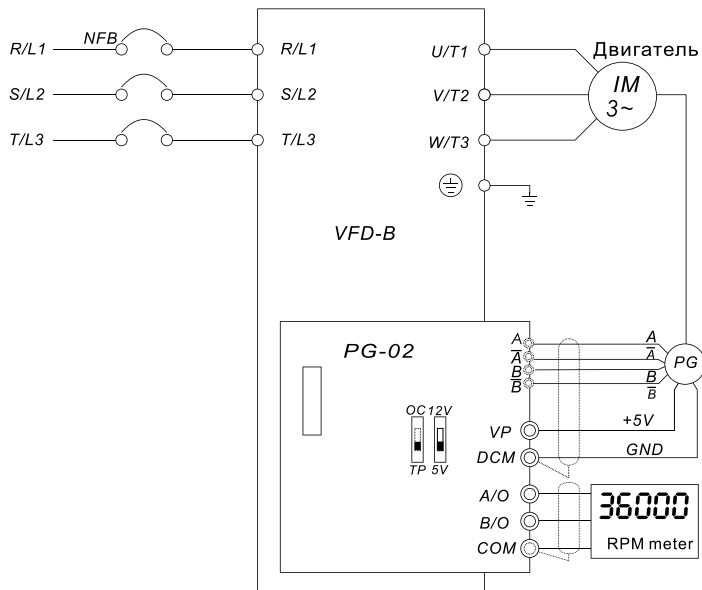 R/L1 NFB R/L1 U/T1 Двигатель
S/L2 S/L2 V/T2 IM
3~
T/L3 T/L3 W/T3
VFD-B
PG-02
A A
A̅ A̅
B B
B̅ B̅
PG
OC 12V
TP 5V
VP +5V
DCM GND
A/O 36000
B/O
COM RPM meter